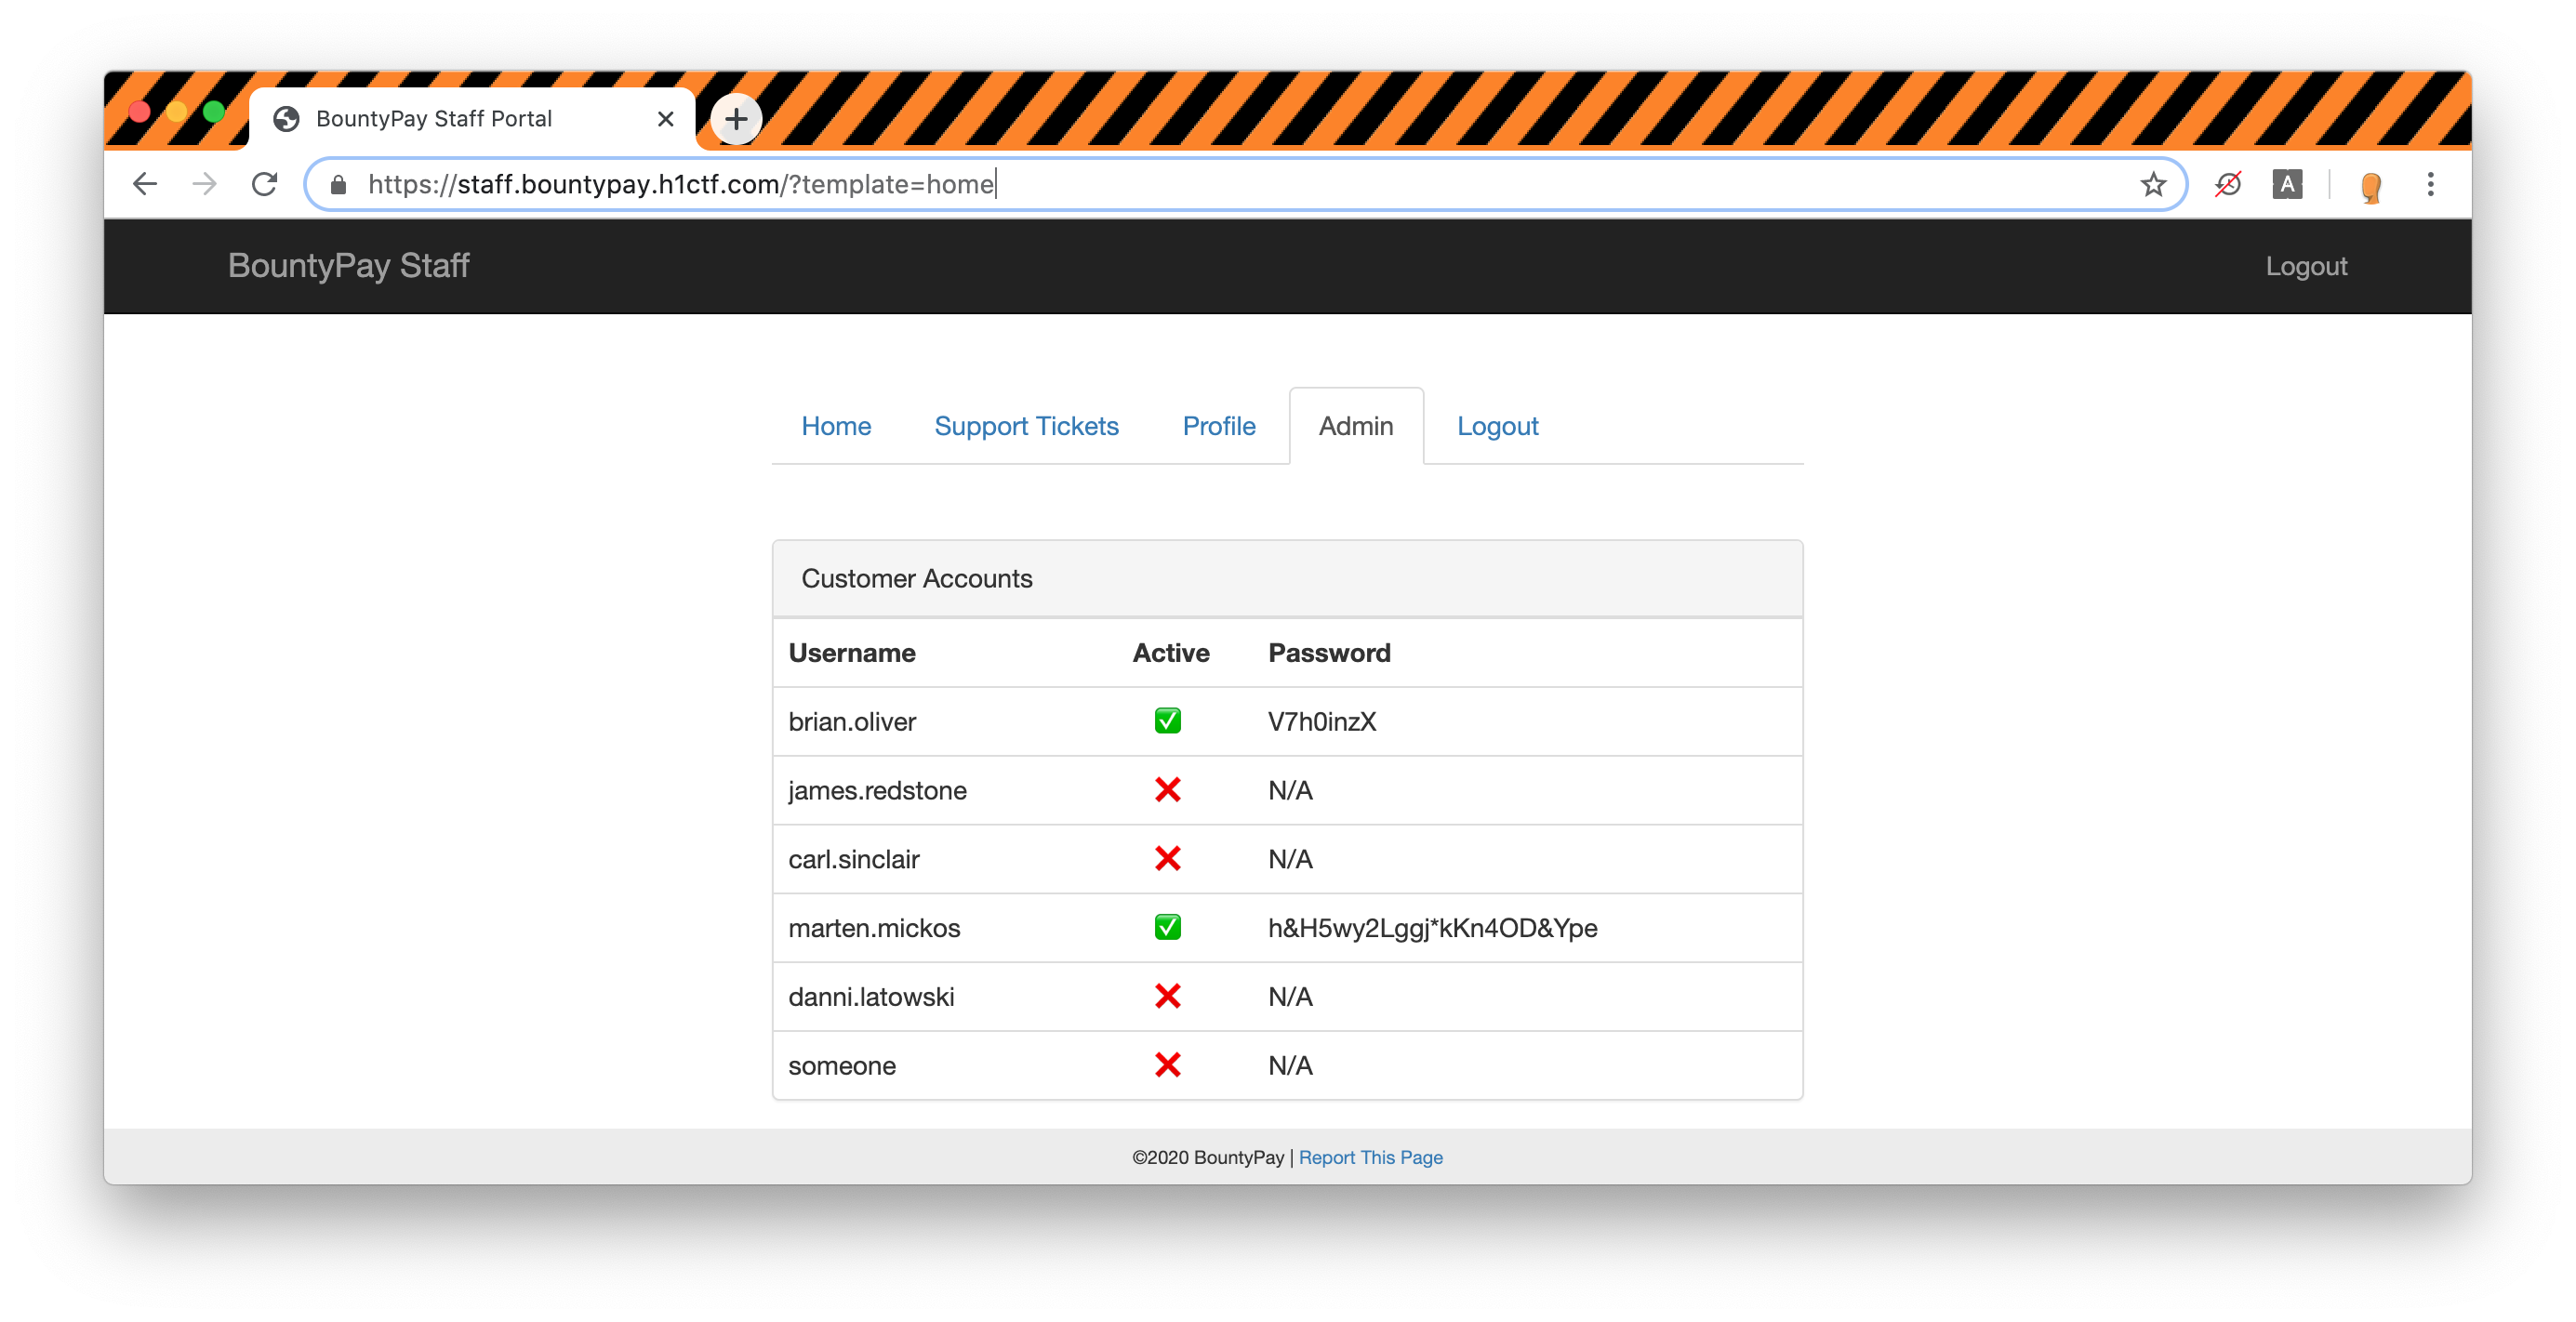 BountyPay Staff Portal
https://staff.bountypay.h1ctf.com/?template=home
A
BountyPay Staff
Logout
Home Support Tickets Profile Admin Logout
Customer Accounts
Username Active Password
brian.oliver V7h0inzX
james.redstone N/A
carl.sinclair N/A
marten.mickos h&H5wy2Lggj*kKn4OD&Ype
danni.latowski N/A
someone N/A
©2020 BountyPay | Report This Page